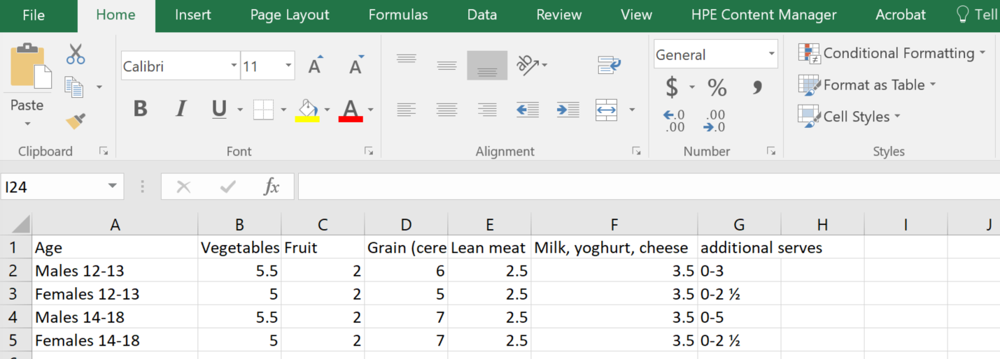 File Home Insert Page Layout Formulas Data Review View HPE Content Manager Acrobat Tell
Calibri 11 A A ab General Conditional Formatting
$ % , Format as Table
Paste B I U A ←.0 .00 .00 →.0 Cell Styles
Clipboard Font Alignment Number Styles
I24 fx
A B C D E F G H I J
1 Age Vegetables Fruit Grain (cere Lean meat Milk, yoghurt, cheese additional serves
2 Males 12-13 5.5 2 6 2.5 3.5 0-3
3 Females 12-13 5 2 5 2.5 3.5 0-2 ½
4 Males 14-18 5.5 2 7 2.5 3.5 0-5
5 Females 14-18 5 2 7 2.5 3.5 0-2 ½